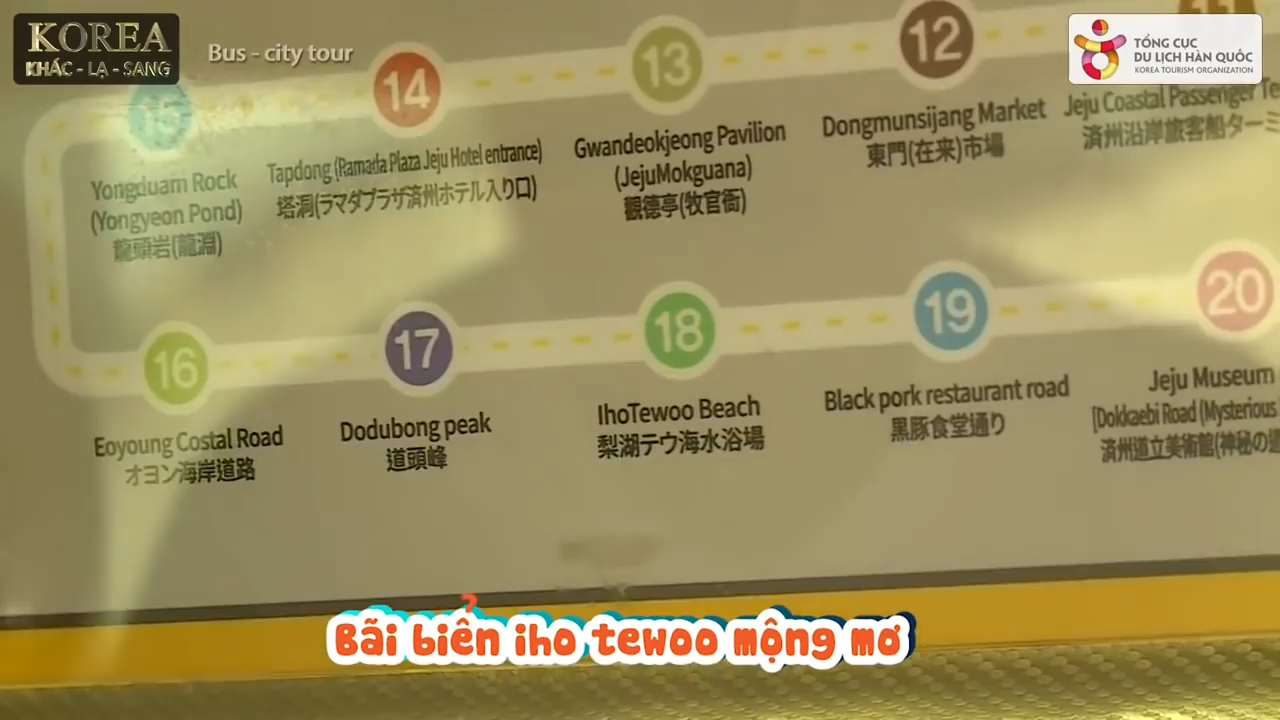 KOREA
KHÁC - LẠ - SANG
Bus - city tour
TỔNG CỤC
DU LỊCH HÀN QUỐC
KOREA TOURISM ORGANIZATION
15
14
13
12
11
Yongduam Rock
(Yongyeon Pond)
龍頭岩(龍淵)
Tapdong (Ramada Plaza Jeju Hotel entrance)
塔洞(ラマダプラザ済州ホテル入り口)
Gwandeokjeong Pavilion
(JejuMokguana)
觀德亭(牧官衙)
Dongmunsijang Market
東門(在来)市場
Jeju Coastal Passenger Te
済州沿岸旅客船ターミ
16
17
18
19
20
Eoyoung Costal Road
オヨン海岸道路
Dodubong peak
道頭峰
IhoTewoo Beach
梨湖テウ海水浴場
Black pork restaurant road
黒豚食堂通り
Jeju Museum
[Dokkaebi Road (Mysterious
済州道立美術館(神秘の道
Bãi biển iho tewoo mộng mơ